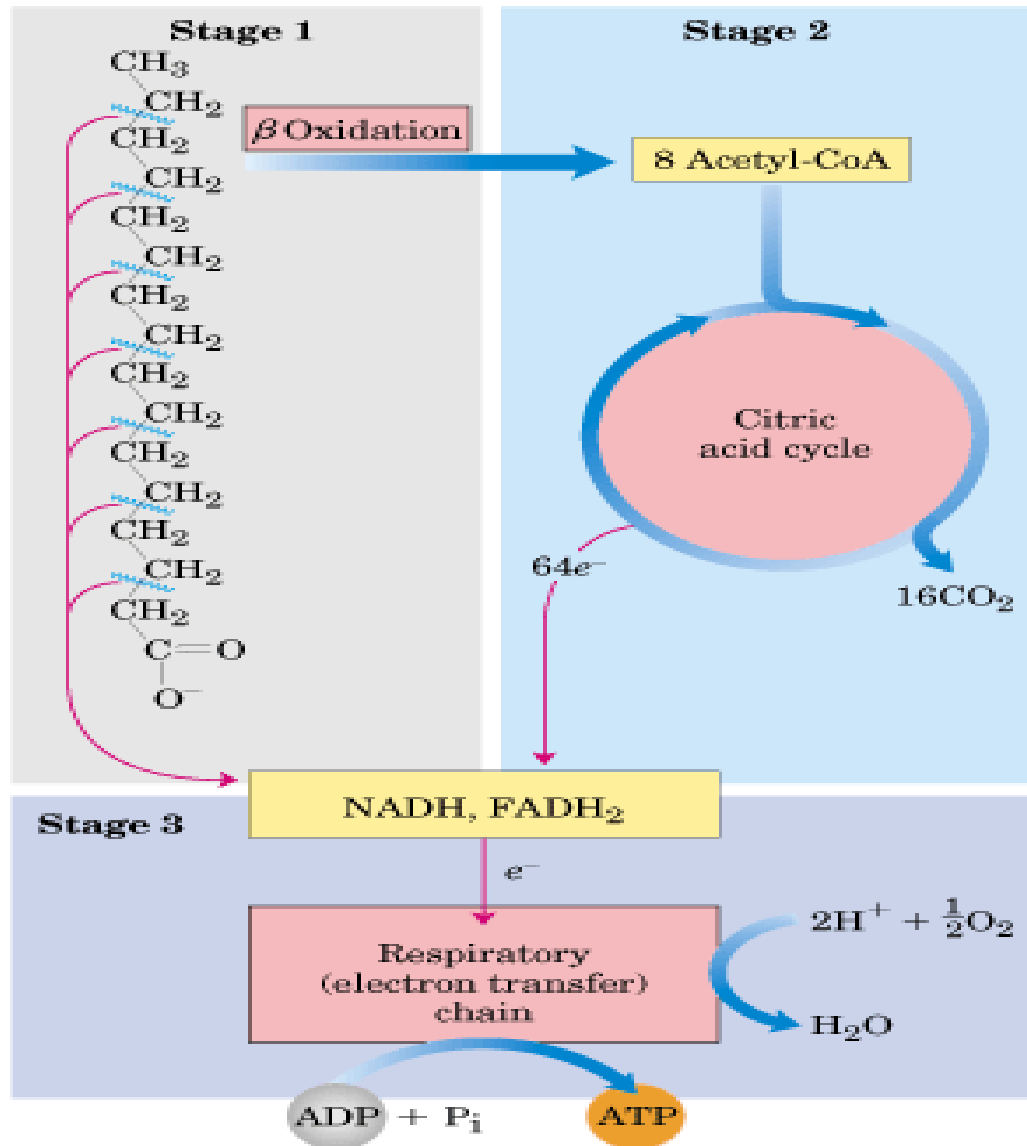 Stage 1
CH₃
CH₂
CH₂
CH₂
CH₂
CH₂
CH₂
CH₂
CH₂
CH₂
CH₂
CH₂
CH₂
CH₂
CH₂
C=O
O⁻
β Oxidation
Stage 2
8 Acetyl-CoA
Citric
acid cycle
64e⁻
16CO₂
Stage 3
NADH, FADH₂
e⁻
Respiratory
(electron transfer)
chain
2H⁺ + ½O₂
H₂O
ADP + Pᵢ
ATP